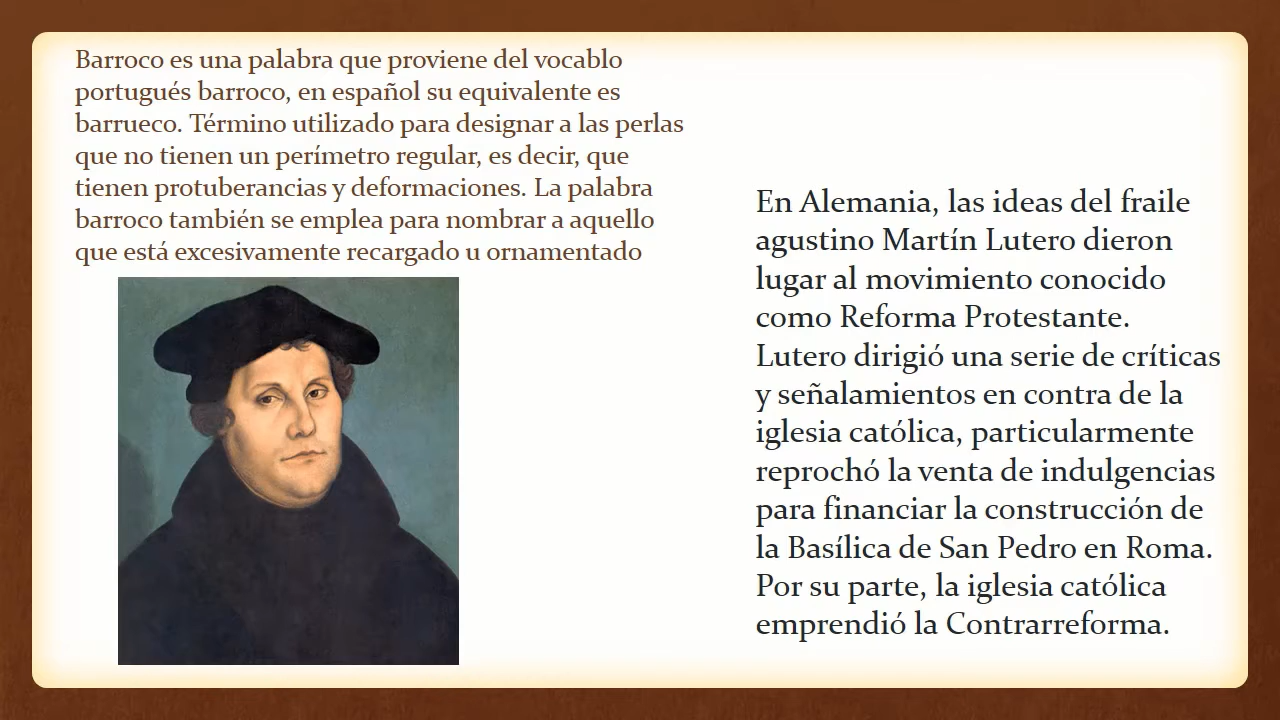 Barroco es una palabra que proviene del vocablo
portugués barroco, en español su equivalente es
barrueco. Término utilizado para designar a las perlas
que no tienen un perímetro regular, es decir, que
tienen protuberancias y deformaciones. La palabra
barroco también se emplea para nombrar a aquello
que está excesivamente recargado u ornamentado
En Alemania, las ideas del fraile
agustino Martín Lutero dieron
lugar al movimiento conocido
como Reforma Protestante.
Lutero dirigió una serie de críticas
y señalamientos en contra de la
iglesia católica, particularmente
reprochó la venta de indulgencias
para financiar la construcción de
la Basílica de San Pedro en Roma.
Por su parte, la iglesia católica
emprendió la Contrarreforma.